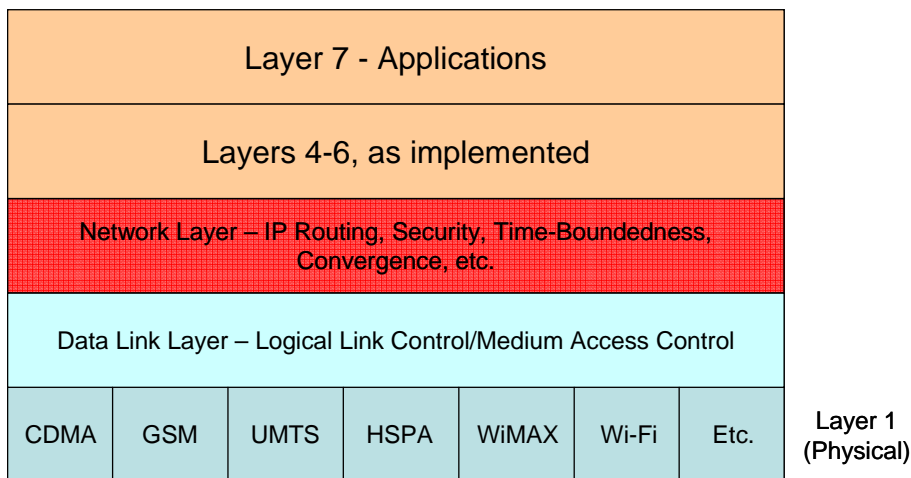 Layer 7 - Applications
Layers 4-6, as implemented
Network Layer – IP Routing, Security, Time-Boundedness,
Convergence, etc.
Data Link Layer – Logical Link Control/Medium Access Control
CDMA GSM UMTS HSPA WiMAX Wi-Fi Etc.
Layer 1
(Physical)